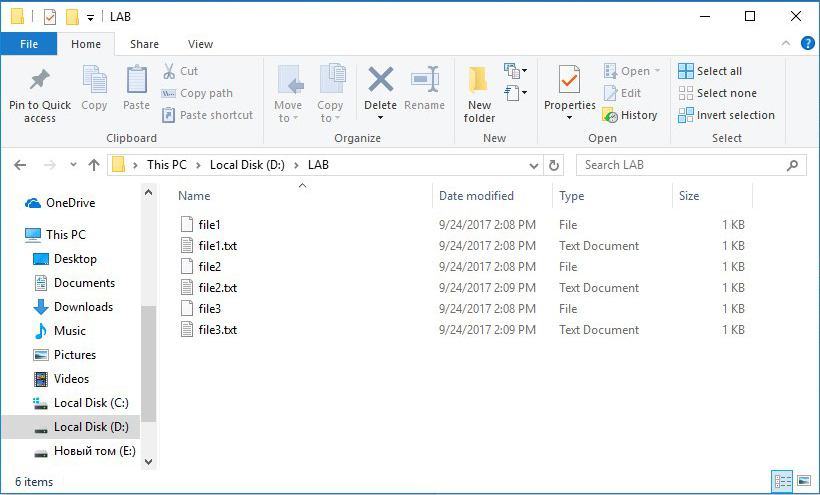 LAB
File Home Share View
Pin to Quick access
Copy
Paste
Cut
Copy path
Paste shortcut
Clipboard
Move to
Copy to
Delete
Rename
Organize
New folder
New
Properties
Open
Edit
History
Open
Select all
Select none
Invert selection
Select
This PC > Local Disk (D:) > LAB
Search LAB
OneDrive
This PC
Desktop
Documents
Downloads
Music
Pictures
Videos
Local Disk (C:)
Local Disk (D:)
Новый том (E:)
Name Date modified Type Size
file1 9/24/2017 2:08 PM File 1 KB
file1.txt 9/24/2017 2:08 PM Text Document 1 KB
file2 9/24/2017 2:08 PM File 1 KB
file2.txt 9/24/2017 2:09 PM Text Document 1 KB
file3 9/24/2017 2:08 PM File 1 KB
file3.txt 9/24/2017 2:09 PM Text Document 1 KB
6 items